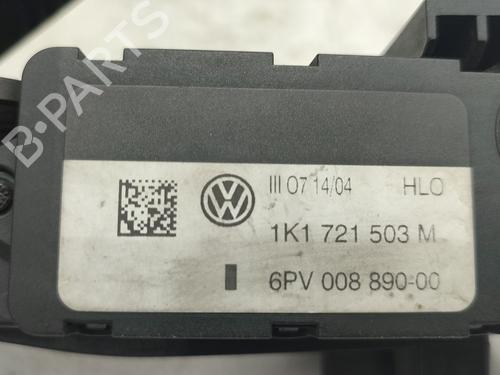 B-PARTS
III 07 14/04 HLO
1K1 721 503 M
6PV 008 890-00